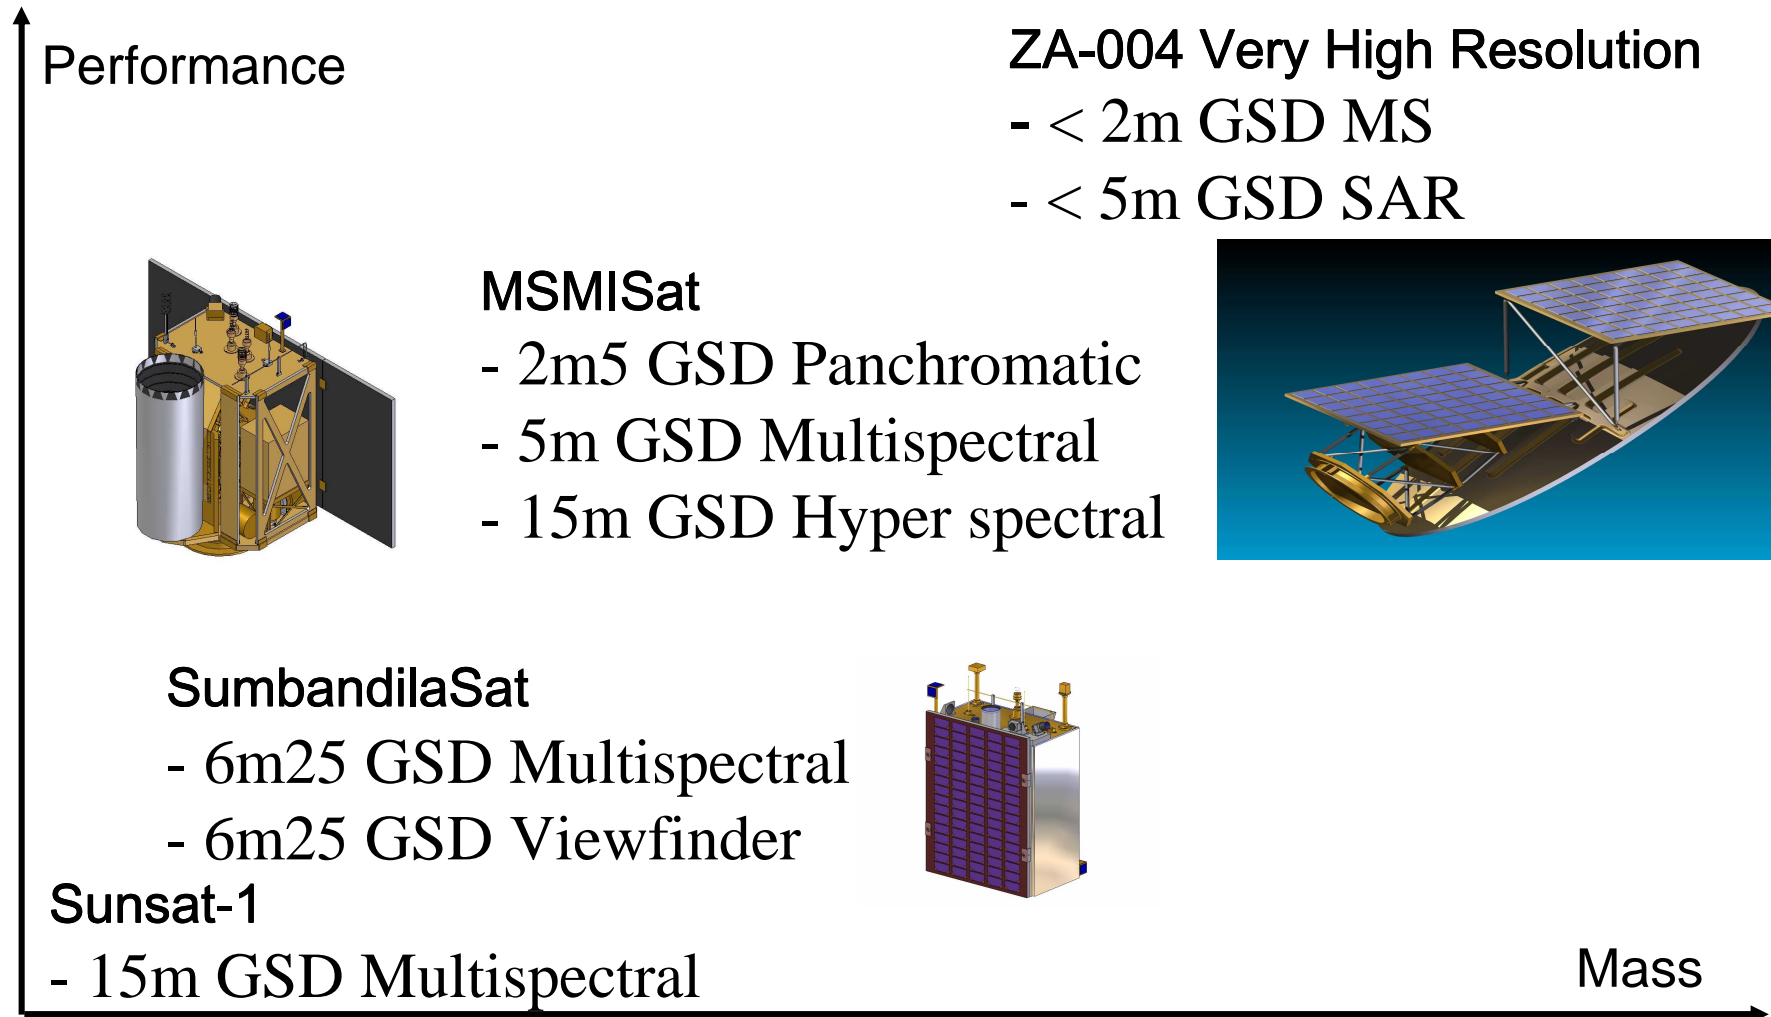 Performance
ZA-004 Very High Resolution
- < 2m GSD MS
- < 5m GSD SAR
MSMISat
- 2m5 GSD Panchromatic
- 5m GSD Multispectral
- 15m GSD Hyper spectral
SumbandilaSat
- 6m25 GSD Multispectral
- 6m25 GSD Viewfinder
Sunsat-1
- 15m GSD Multispectral
Mass